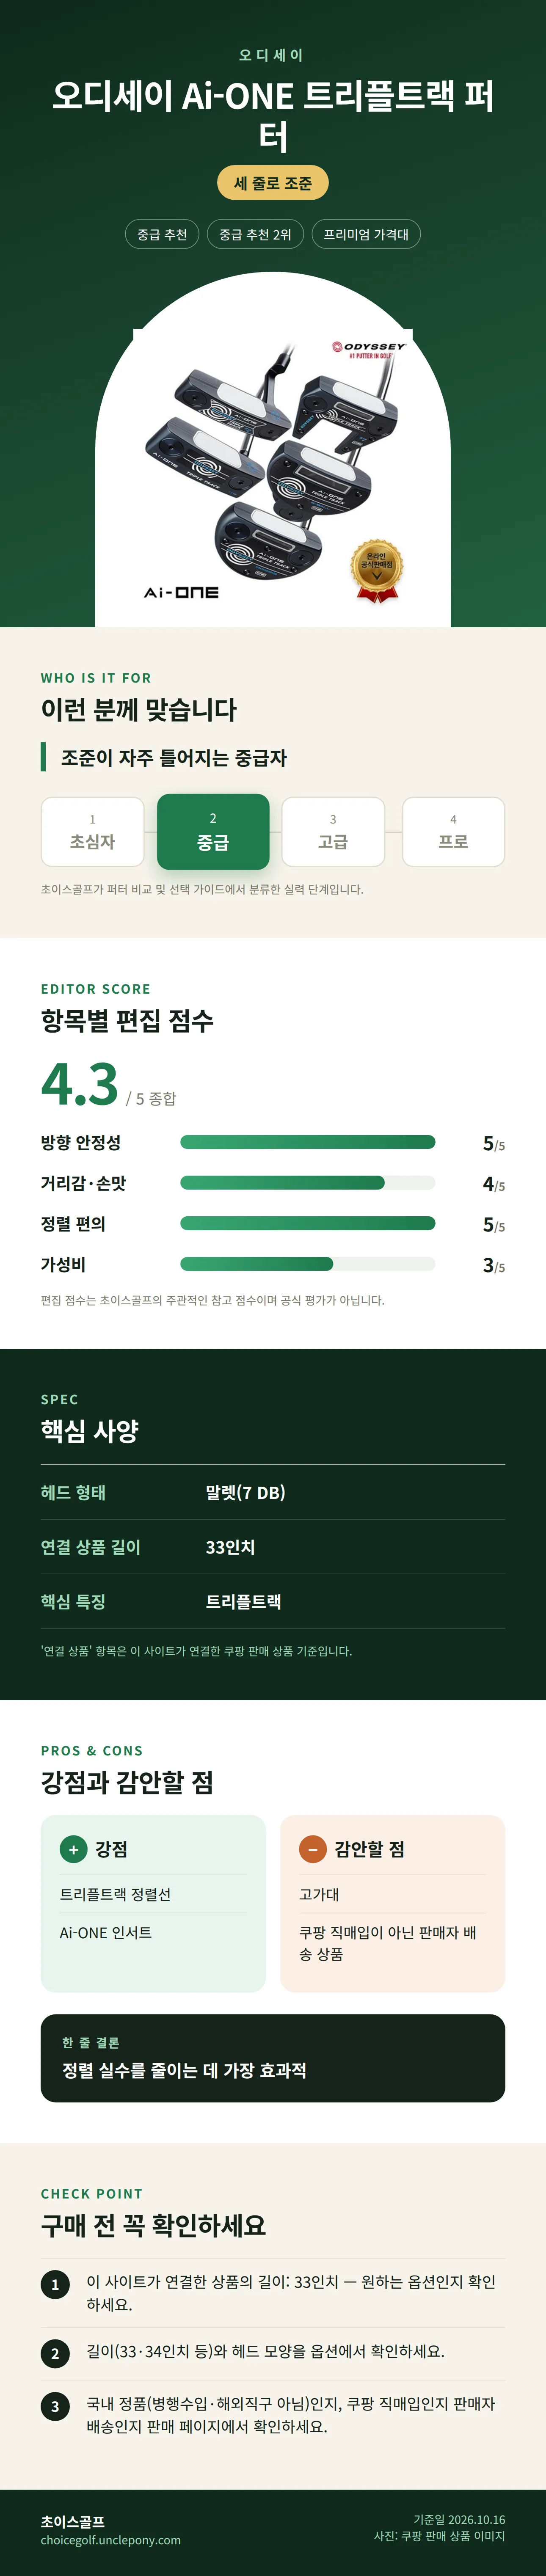 오디세이
오디세이 Ai-ONE 트리플트랙 퍼
터
세 줄로 조준
중급 추천
중급 추천 2위
프리미엄 가격대
ODYSSEY
#1 PUTTER IN GOLF
Ai-ONE
TRIPLE TRACK
Ai-ONE
TRIPLE TRACK
Ai-ONE
TRIPLE TRACK
온라인
공식판매점
Ai-ONE
WHO IS IT FOR
이런 분께 맞습니다
조준이 자주 틀어지는 중급자
1
초심자
2
중급
3
고급
4
프로
초이스골프가 퍼터 비교 및 선택 가이드에서 분류한 실력 단계입니다.
EDITOR SCORE
항목별 편집 점수
4.3 / 5 종합
방향 안정성 5/5
거리감·손맛 4/5
정렬 편의 5/5
가성비 3/5
편집 점수는 초이스골프의 주관적인 참고 점수이며 공식 평가가 아닙니다.
SPEC
핵심 사양
헤드 형태 말렛(7 DB)
연결 상품 길이 33인치
핵심 특징 트리플트랙
'연결 상품' 항목은 이 사이트가 연결한 쿠팡 판매 상품 기준입니다.
PROS & CONS
강점과 감안할 점
+ 강점
트리플트랙 정렬선
Ai-ONE 인서트
− 감안할 점
고가대
쿠팡 직매입이 아닌 판매자 배
송 상품
한 줄 결론
정렬 실수를 줄이는 데 가장 효과적
CHECK POINT
구매 전 꼭 확인하세요
1 이 사이트가 연결한 상품의 길이: 33인치 — 원하는 옵션인지 확인
하세요.
2 길이(33·34인치 등)와 헤드 모양을 옵션에서 확인하세요.
3 국내 정품(병행수입·해외직구 아님)인지, 쿠팡 직매입인지 판매자
배송인지 판매 페이지에서 확인하세요.
초이스골프
choicegolf.unclepony.com
기준일 2026.10.16
사진: 쿠팡 판매 상품 이미지